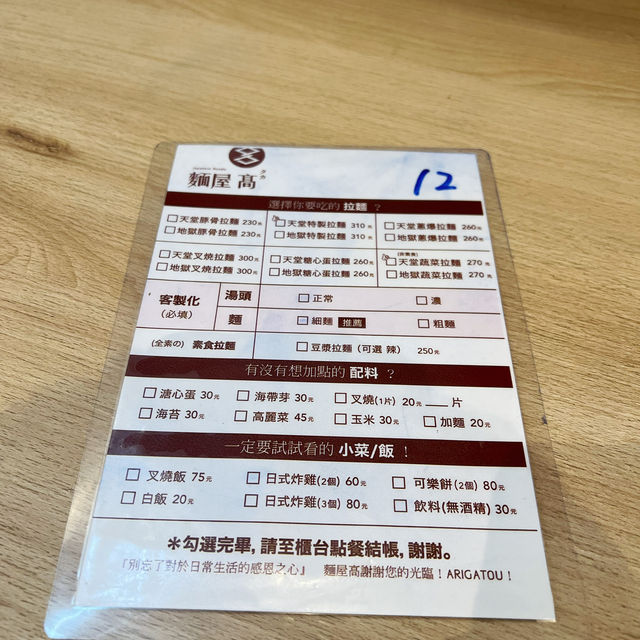 麵屋 髙 タカ
12
選擇你要吃的 拉麵 ？
天堂豚骨拉麵 230元 天堂特製拉麵 310元 天堂蔥爆拉麵 260元
地獄豚骨拉麵 230元 地獄特製拉麵 310元 地獄蔥爆拉麵 260元
天堂叉燒拉麵 300元 天堂糖心蛋拉麵 260元 天堂蔬菜拉麵 270元
地獄叉燒拉麵 300元 地獄糖心蛋拉麵 260元 地獄蔬菜拉麵 270元
客製化 (必填)
湯頭 正常 濃
麵 細麵 推薦 粗麵
(全素の) 素食拉麵 豆漿拉麵 (可選 辣) 250元
有沒有想加點的 配料 ？
溏心蛋 30元 海帶芽 30元 叉燒(1片) 20元 ___ 片
海苔 30元 高麗菜 45元 玉米 30元 加麵 20元
一定要試試看的 小菜/飯 ！
叉燒飯 75元 日式炸雞(2個) 60元 可樂餅(2個) 80元
白飯 20元 日式炸雞(3個) 80元 飲料(無酒精) 30元
*勾選完畢, 請至櫃台點餐結帳, 謝謝。
『別忘了對於日常生活的感恩之心』 麵屋髙謝謝您的光臨！ARIGATOU！